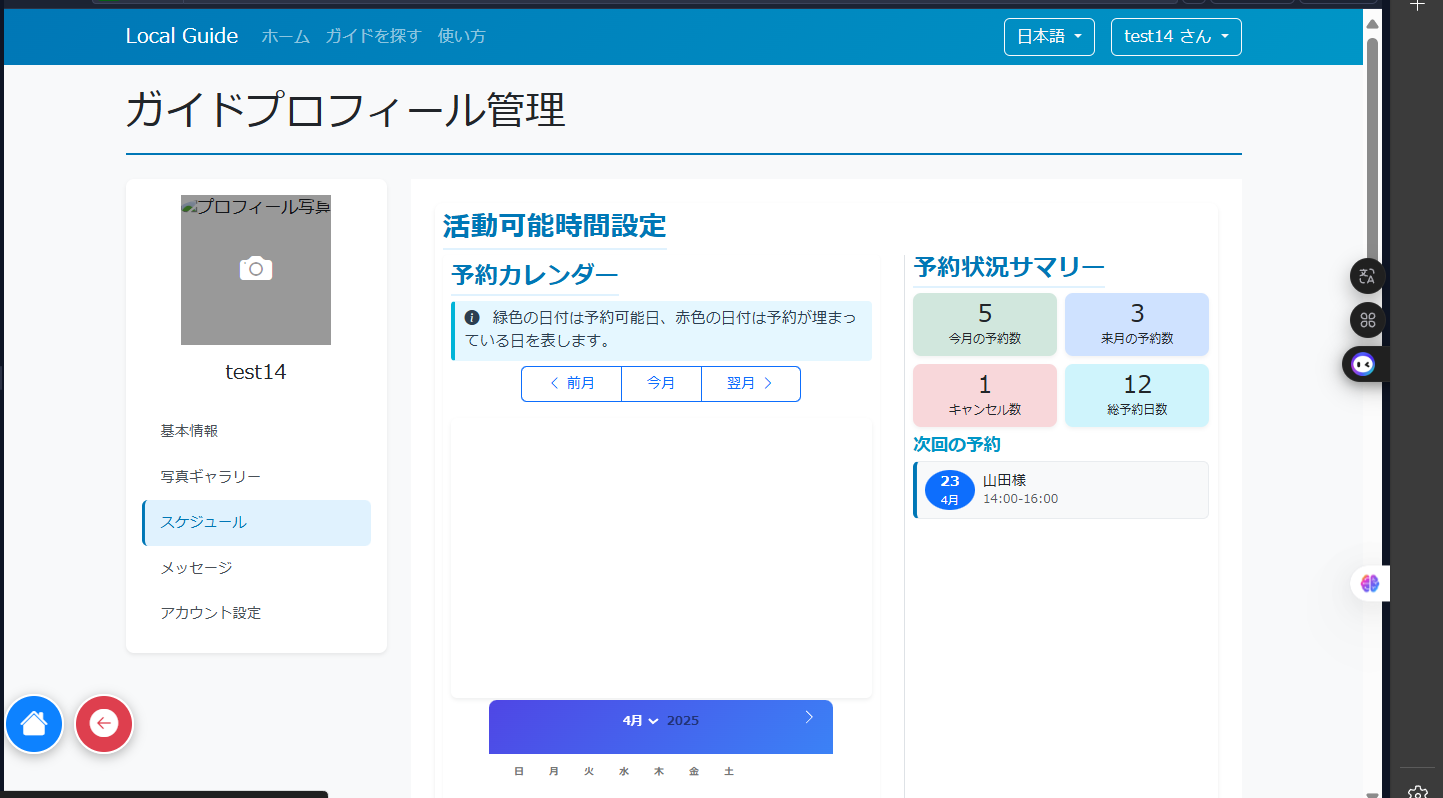 Local Guide ホーム ガイドを探す 使い方 日本語 test14 さん
ガイドプロフィール管理
プロフィール写真
test14
基本情報
写真ギャラリー
スケジュール
メッセージ
アカウント設定
活動可能時間設定
予約カレンダー
緑色の日付は予約可能日、赤色の日付は予約が埋まっ
ている日を表します。
前月 今月 翌月
4月 2025
日 月 火 水 木 金 土
予約状況サマリー
5
今月の予約数
3
来月の予約数
1
キャンセル数
12
総予約日数
次回の予約
23
4月
山田様
14:00-16:00